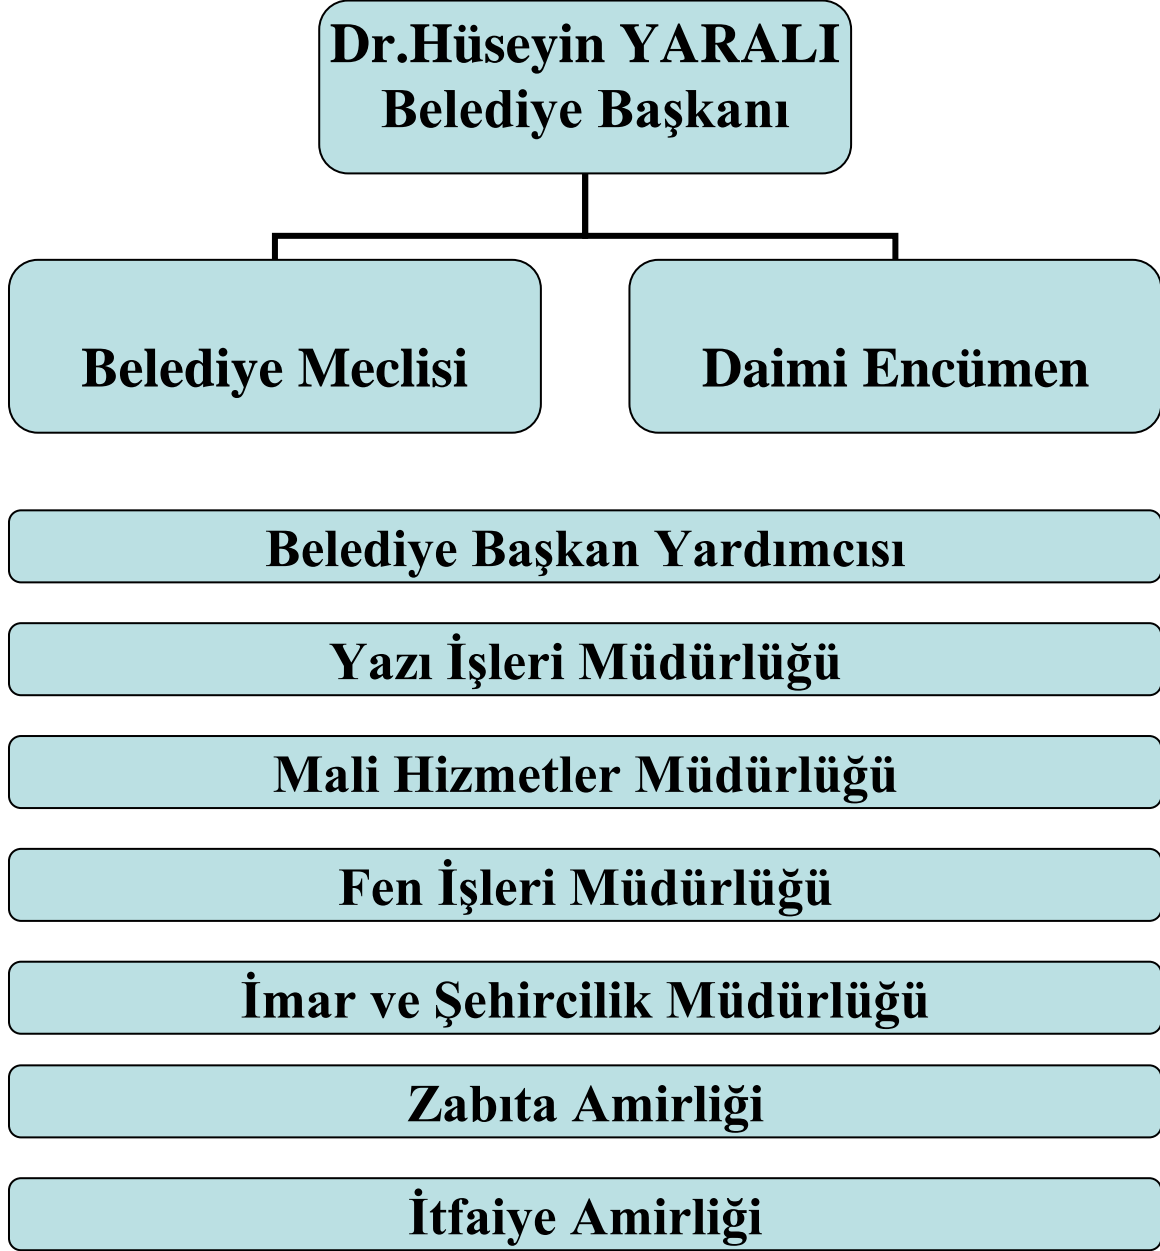 Dr.Hüseyin YARALI
Belediye Başkanı
Belediye Meclisi
Daimi Encümen
Belediye Başkan Yardımcısı
Yazı İşleri Müdürlüğü
Mali Hizmetler Müdürlüğü
Fen İşleri Müdürlüğü
İmar ve Şehircilik Müdürlüğü
Zabıta Amirliği
İtfaiye Amirliği